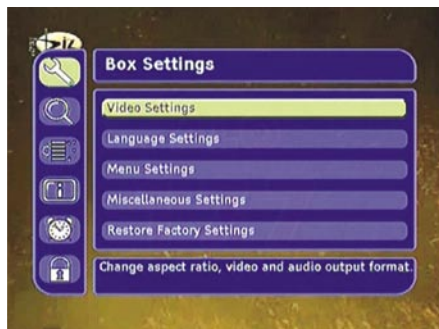 Box Settings
Video Settings
Language Settings
Menu Settings
Miscellaneous Settings
Restore Factory Settings
Change aspect ratio, video and audio output format.